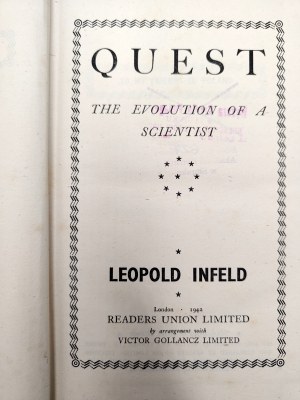 QUEST
THE EVOLUTION OF A
SCIENTIST
LEOPOLD INFELD
London · 1942
READERS UNION LIMITED
by arrangement with
VICTOR GOLLANCZ LIMITED